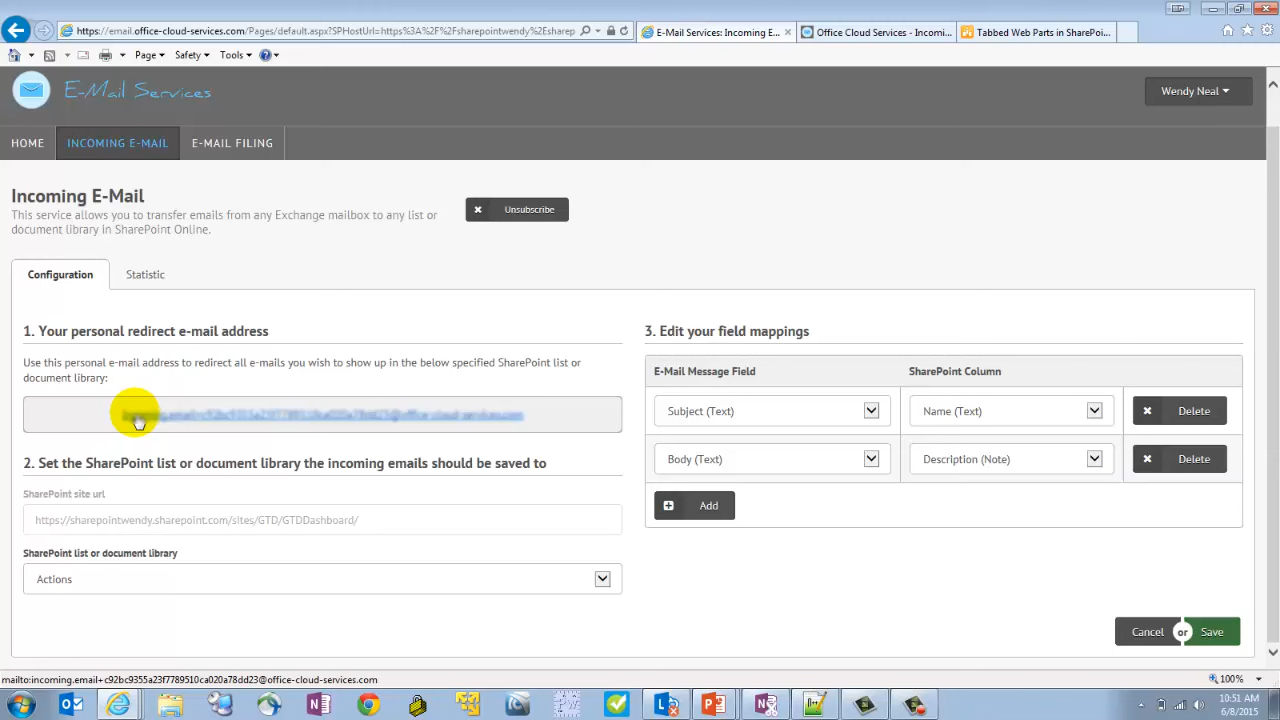 https://email.office-cloud-services.com/Pages/default.aspx?SPHostUrl=https%3A%2F%2Fsharepointwendy%2Esharep
E-Mail Services: Incoming E...
Office Cloud Services - Incomi...
Tabbed Web Parts in SharePoi...
Page
Safety
Tools
E-Mail Services
Wendy Neal
HOME
INCOMING E-MAIL
E-MAIL FILING
Incoming E-Mail
This service allows you to transfer emails from any Exchange mailbox to any list or
document library in SharePoint Online.
Unsubscribe
Configuration
Statistic
1. Your personal redirect e-mail address
Use this personal e-mail address to redirect all e-mails you wish to show up in the below specified SharePoint list or
document library:
2. Set the SharePoint list or document library the incoming emails should be saved to
SharePoint site url
https://sharepointwendy.sharepoint.com/sites/GTD/GTDDashboard/
SharePoint list or document library
Actions
3. Edit your field mappings
E-Mail Message Field
SharePoint Column
Subject (Text)
Name (Text)
Delete
Body (Text)
Description (Note)
Delete
Add
Cancel
or
Save
mailto:incoming.email+c92bc9355a23f7789510ca020a78dd23@office-cloud-services.com
100%
10:51 AM
6/8/2015